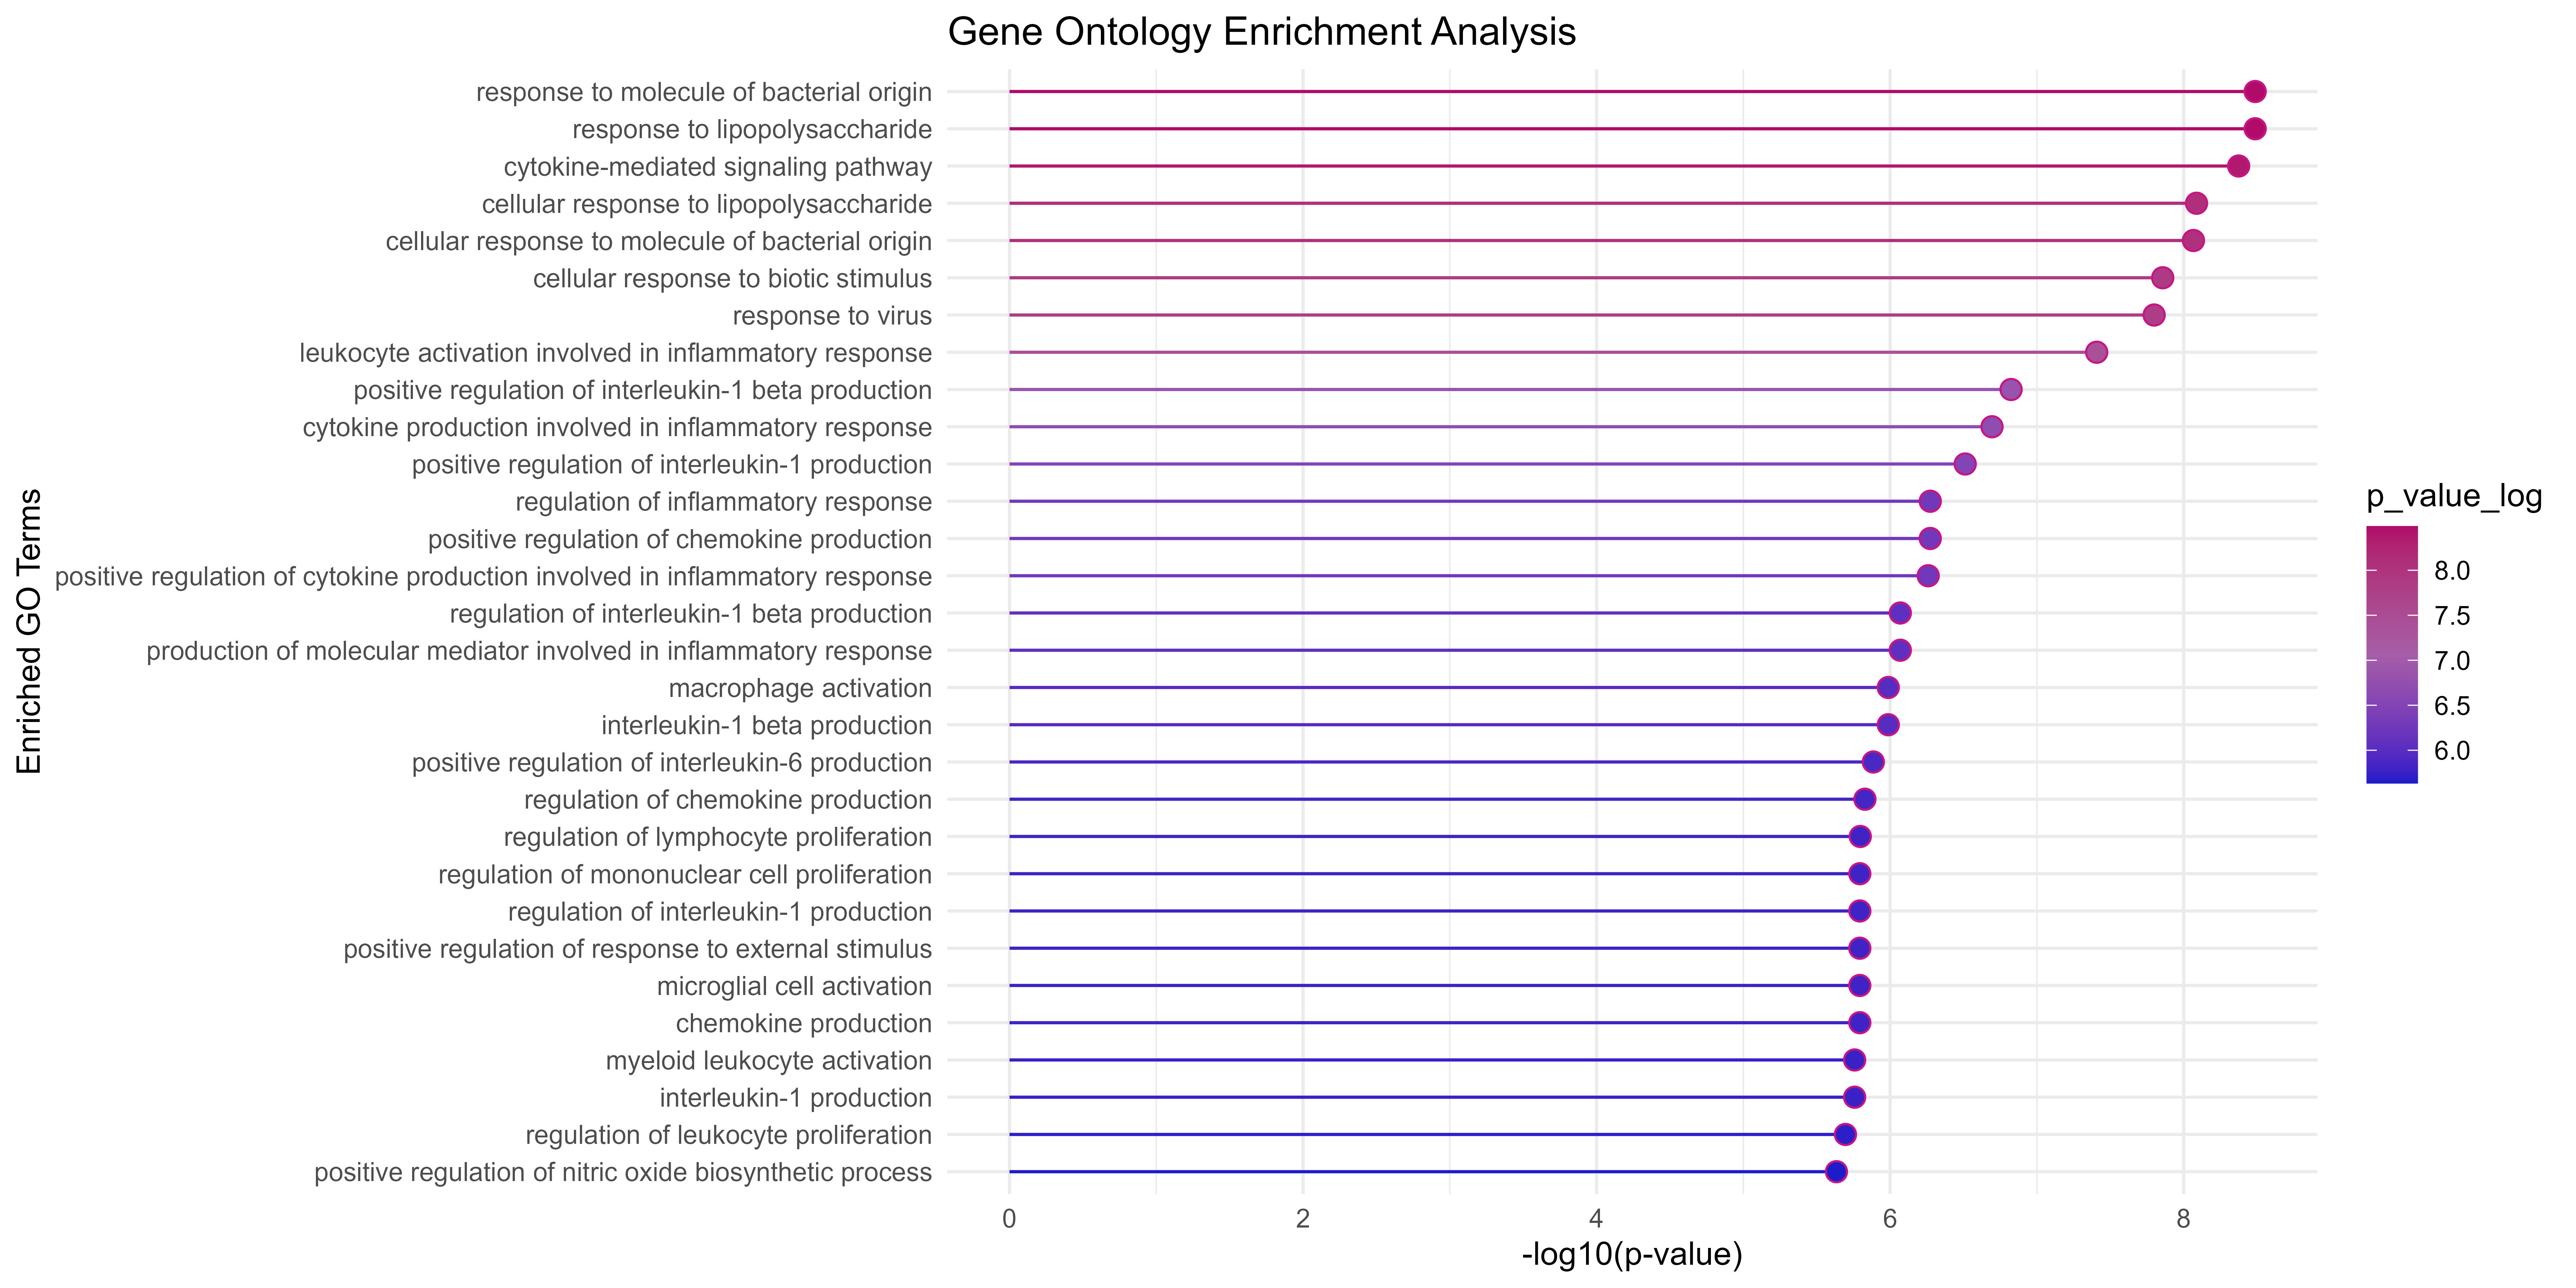 Gene Ontology Enrichment Analysis
Enriched GO Terms
response to molecule of bacterial origin
response to lipopolysaccharide
cytokine-mediated signaling pathway
cellular response to lipopolysaccharide
cellular response to molecule of bacterial origin
cellular response to biotic stimulus
response to virus
leukocyte activation involved in inflammatory response
positive regulation of interleukin-1 beta production
cytokine production involved in inflammatory response
positive regulation of interleukin-1 production
regulation of inflammatory response
positive regulation of chemokine production
positive regulation of cytokine production involved in inflammatory response
regulation of interleukin-1 beta production
production of molecular mediator involved in inflammatory response
macrophage activation
interleukin-1 beta production
positive regulation of interleukin-6 production
regulation of chemokine production
regulation of lymphocyte proliferation
regulation of mononuclear cell proliferation
regulation of interleukin-1 production
positive regulation of response to external stimulus
microglial cell activation
chemokine production
myeloid leukocyte activation
interleukin-1 production
regulation of leukocyte proliferation
positive regulation of nitric oxide biosynthetic process
0 2 4 6 8
-log10(p-value)
p_value_log
8.0
7.5
7.0
6.5
6.0